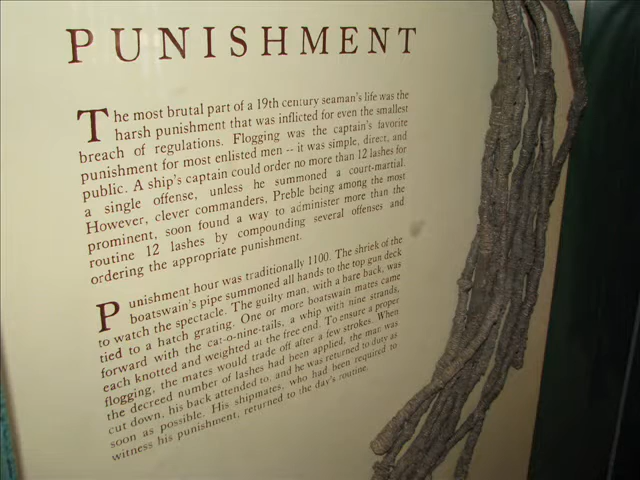 PUNISHMENT
The most brutal part of a 19th century seaman's life was the
harsh punishment that was inflicted for even the smallest
breach of regulations. Flogging was the captain's favorite
punishment for most enlisted men -- it was simple, direct, and
public. A ship's captain could order no more than 12 lashes for
a single offense, unless he summoned a court-martial.
However, clever commanders, Preble being among the most
prominent, soon found a way to administer more than the
routine 12 lashes by compounding several offenses and
ordering the appropriate punishment.
Punishment hour was traditionally 1100. The shriek of the
boatswain's pipe summoned all hands to the top gun deck
to watch the spectacle. The guilty man, with a bare back, was
tied to a hatch grating. One or more boatswain mates came
forward with the cat-o-nine-tails, a whip with nine strands,
each knotted and weighted at the free end. To ensure a proper
flogging, the mates would trade off after a few strokes. When
the decreed number of lashes had been applied, the man was
cut down, his back attended to, and he was returned to duty as
soon as possible. His shipmates, who had been required to
witness his punishment, returned to the day's routine.